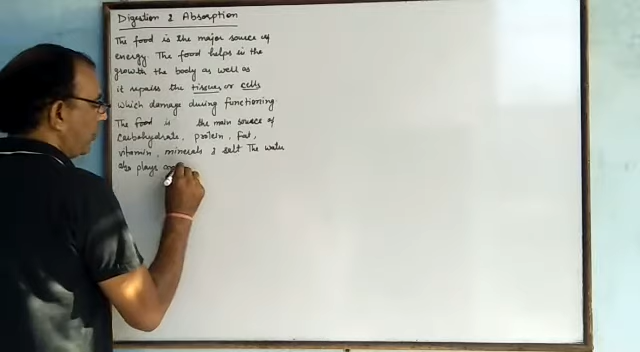 Digestion & Absorption
The food is the major source of
energy. The food helps in the
growth the body as well as
it repairs the tissues or cells
which damage during functioning.
The food is the main source of
carbohydrate, protein, fat,
vitamin, minerals & salt The water
also plays